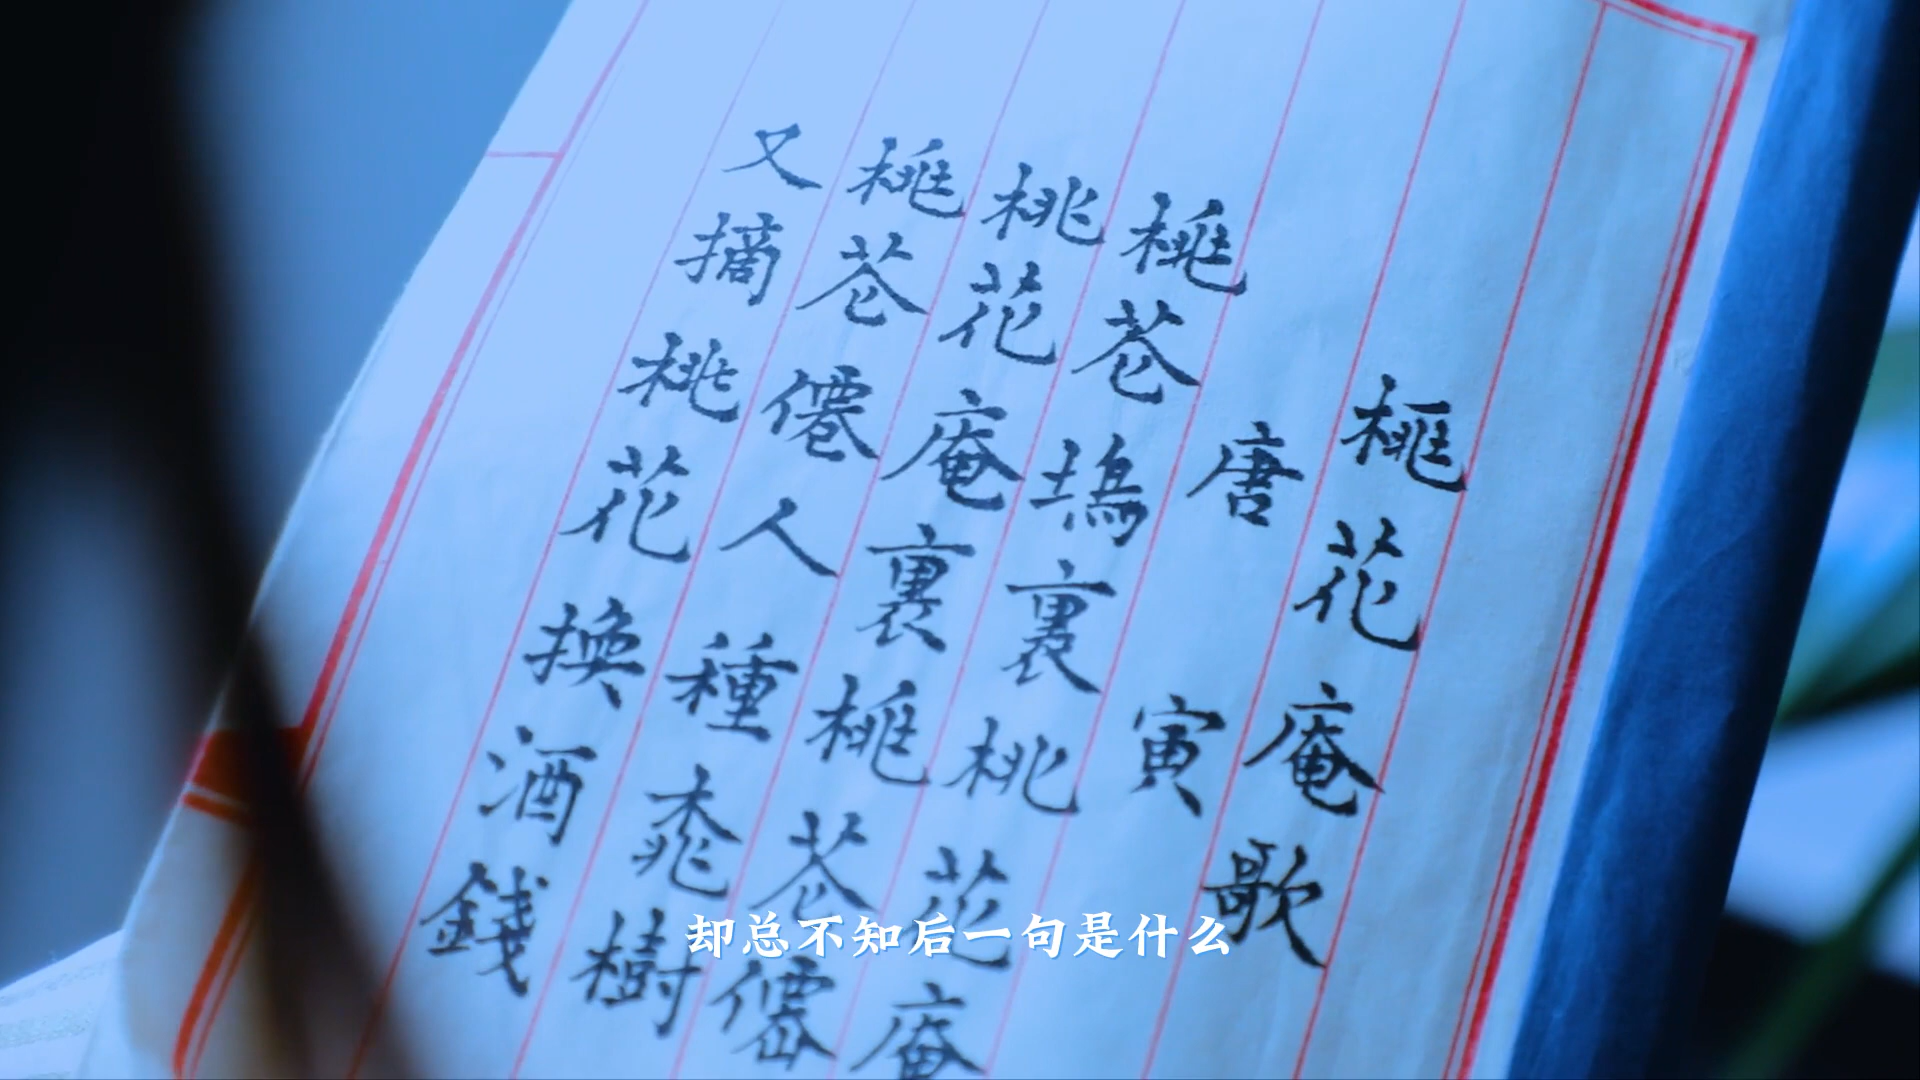 桃花庵歌
唐寅
桃花塢裏桃花庵
桃花庵裏桃花僊
桃花僊人種桃樹
又摘桃花換酒錢
却总不知后一句是什么